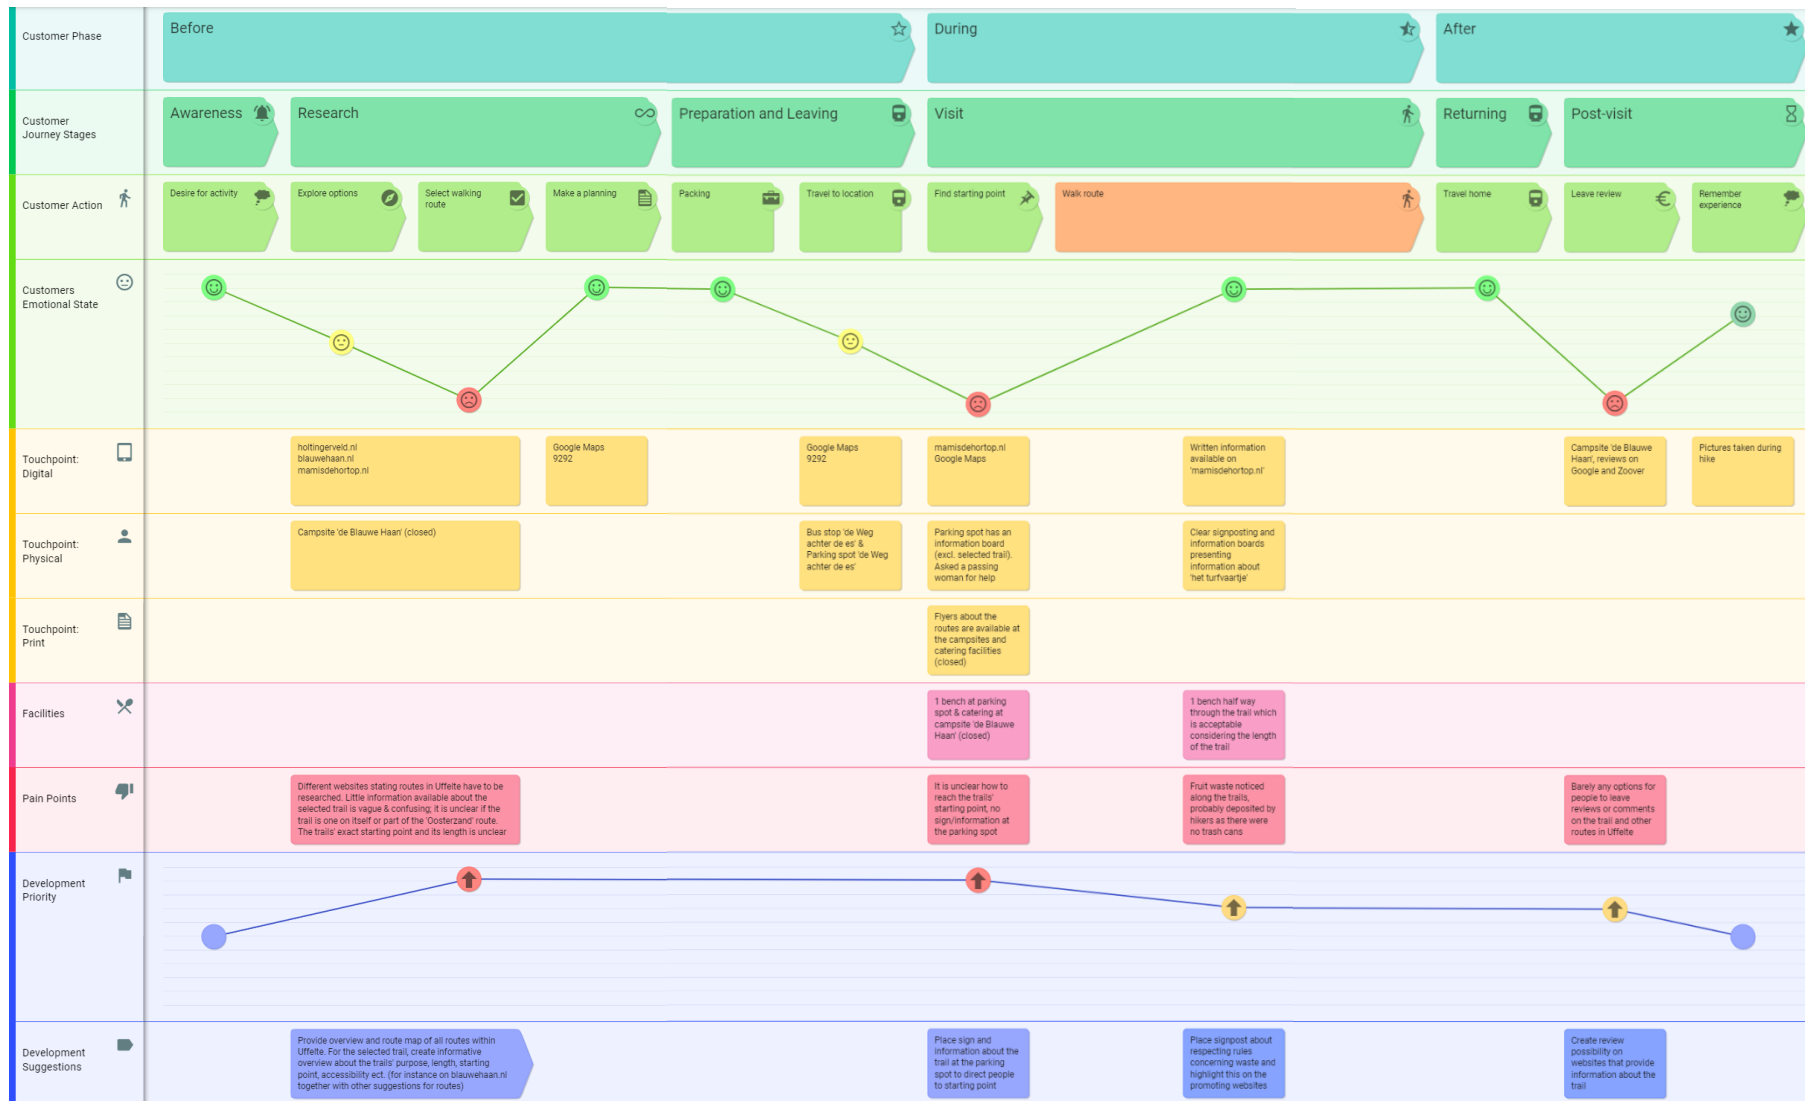 Customer Phase
Before
During
After
Customer
Journey Stages
Awareness
Research
Preparation and Leaving
Visit
Returning
Post-visit
Customer Action
Desire for activity
Explore options
Select walking
route
Make a planning
Packing
Travel to location
Find starting point
Walk route
Travel home
Leave review
Remember
experience
Customers
Emotional State
Touchpoint:
Digital
holtingerveld.nl
blauwehaan.nl
mamisdehortop.nl
Google Maps
9292
Google Maps
9292
mamisdehortop.nl
Google Maps
Written information
available on
'mamisdehortop.nl'
Campsite 'de Blauwe
Haan', reviews on
Google and Zoover
Pictures taken during
hike
Touchpoint:
Physical
Campsite 'de Blauwe Haan' (closed)
Bus stop 'de Weg
achter de es' &
Parking spot 'de Weg
achter de es'
Parking spot has an
information board
(excl. selected trail).
Asked a passing
woman for help
Clear signposting and
information boards
presenting
information about
'het turfvaartje'
Touchpoint:
Print
Flyers about the
routes are available at
the campsites and
catering facilities
(closed)
Facilities
1 bench at parking
spot & catering at
campsite 'de Blauwe
Haan' (closed)
1 bench half way
through the trail which
is acceptable
considering the length
of the trail
Pain Points
Different websites stating routes in Uffelte have to be
researched. Little information available about the
selected trail is vague & confusing; it is unclear if the
trail is one on itself or part of the 'Oosterzand' route.
The trails' exact starting point and its length is unclear
It is unclear how to
reach the trails'
starting point, no
sign/information at
the parking spot
Fruit waste noticed
along the trails,
probably deposited by
hikers as there were
no trash cans
Barely any options for
people to leave
reviews or comments
on the trail and other
routes in Uffelte
Development
Priority
Development
Suggestions
Provide overview and route map of all routes within
Uffelte. For the selected trail, create informative
overview about the trails' purpose, length, starting
point, accessibility ect. (for instance on blauwehaan.nl
together with other suggestions for routes)
Place sign and
information about the
trail at the parking
spot to direct people
to starting point
Place signpost about
respecting rules
concerning waste and
highlight this on the
promoting websites
Create review
possibility on
websites that provide
information about the
trail